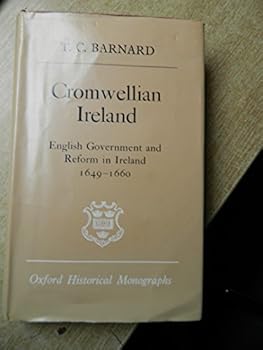 T. C. BARNARD
Cromwellian
Ireland
English Government and
Reform in Ireland
1649–1660
Oxford Historical Monographs